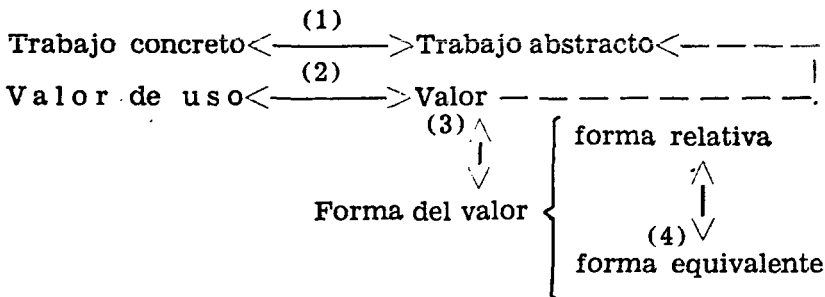 (1)
Trabajo concreto<———>Trabajo abstracto<— — — —
(2)
Valor de uso<———>Valor — — — — — — —
(3)
forma relativa
Forma del valor {
(4)
forma equivalente